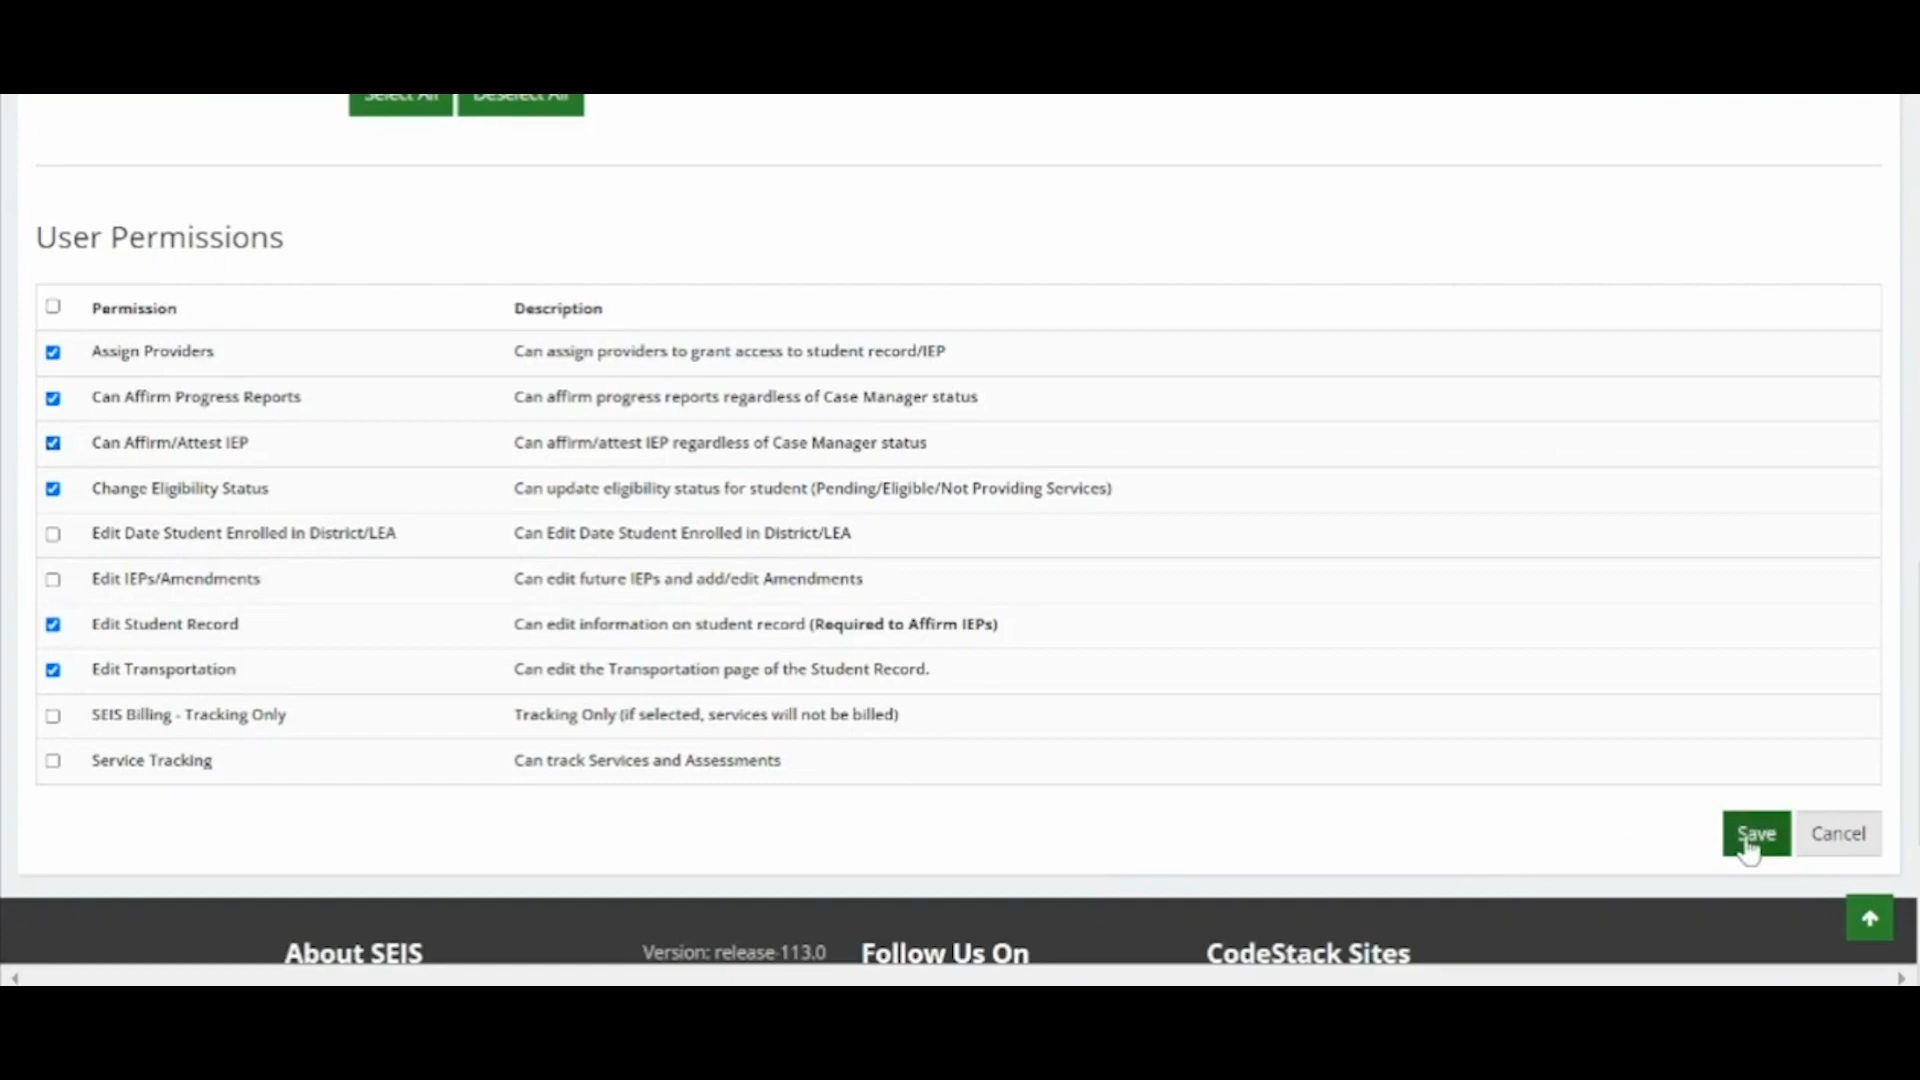 Select All Deselect All
User Permissions
Permission Description
Assign Providers Can assign providers to grant access to student record/IEP
Can Affirm Progress Reports Can affirm progress reports regardless of Case Manager status
Can Affirm/Attest IEP Can affirm/attest IEP regardless of Case Manager status
Change Eligibility Status Can update eligibility status for student (Pending/Eligible/Not Providing Services)
Edit Date Student Enrolled in District/LEA Can Edit Date Student Enrolled in District/LEA
Edit IEPs/Amendments Can edit future IEPs and add/edit Amendments
Edit Student Record Can edit information on student record (Required to Affirm IEPs)
Edit Transportation Can edit the Transportation page of the Student Record.
SEIS Billing - Tracking Only Tracking Only (if selected, services will not be billed)
Service Tracking Can track Services and Assessments
Save Cancel
About SEIS Version: release-113.0 Follow Us On CodeStack Sites